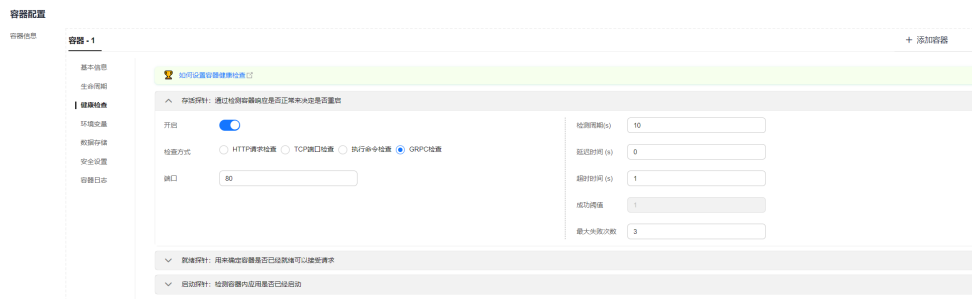 容器配置
容器信息
容器 - 1
+ 添加容器
基本信息
生命周期
健康检查
环境变量
数据存储
安全设置
容器日志
如何设置容器健康检查
存活探针：通过检测容器响应是否正常来决定是否重启
开启
检查方式
HTTP请求检查 TCP端口检查 执行命令检查 GRPC检查
端口 80
检测周期(s) 10
延迟时间 (s) 0
超时时间 (s) 1
成功阈值 1
最大失败次数 3
就绪探针：用来确定容器是否已经就绪可以接受请求
启动探针：检测容器内应用是否已经启动